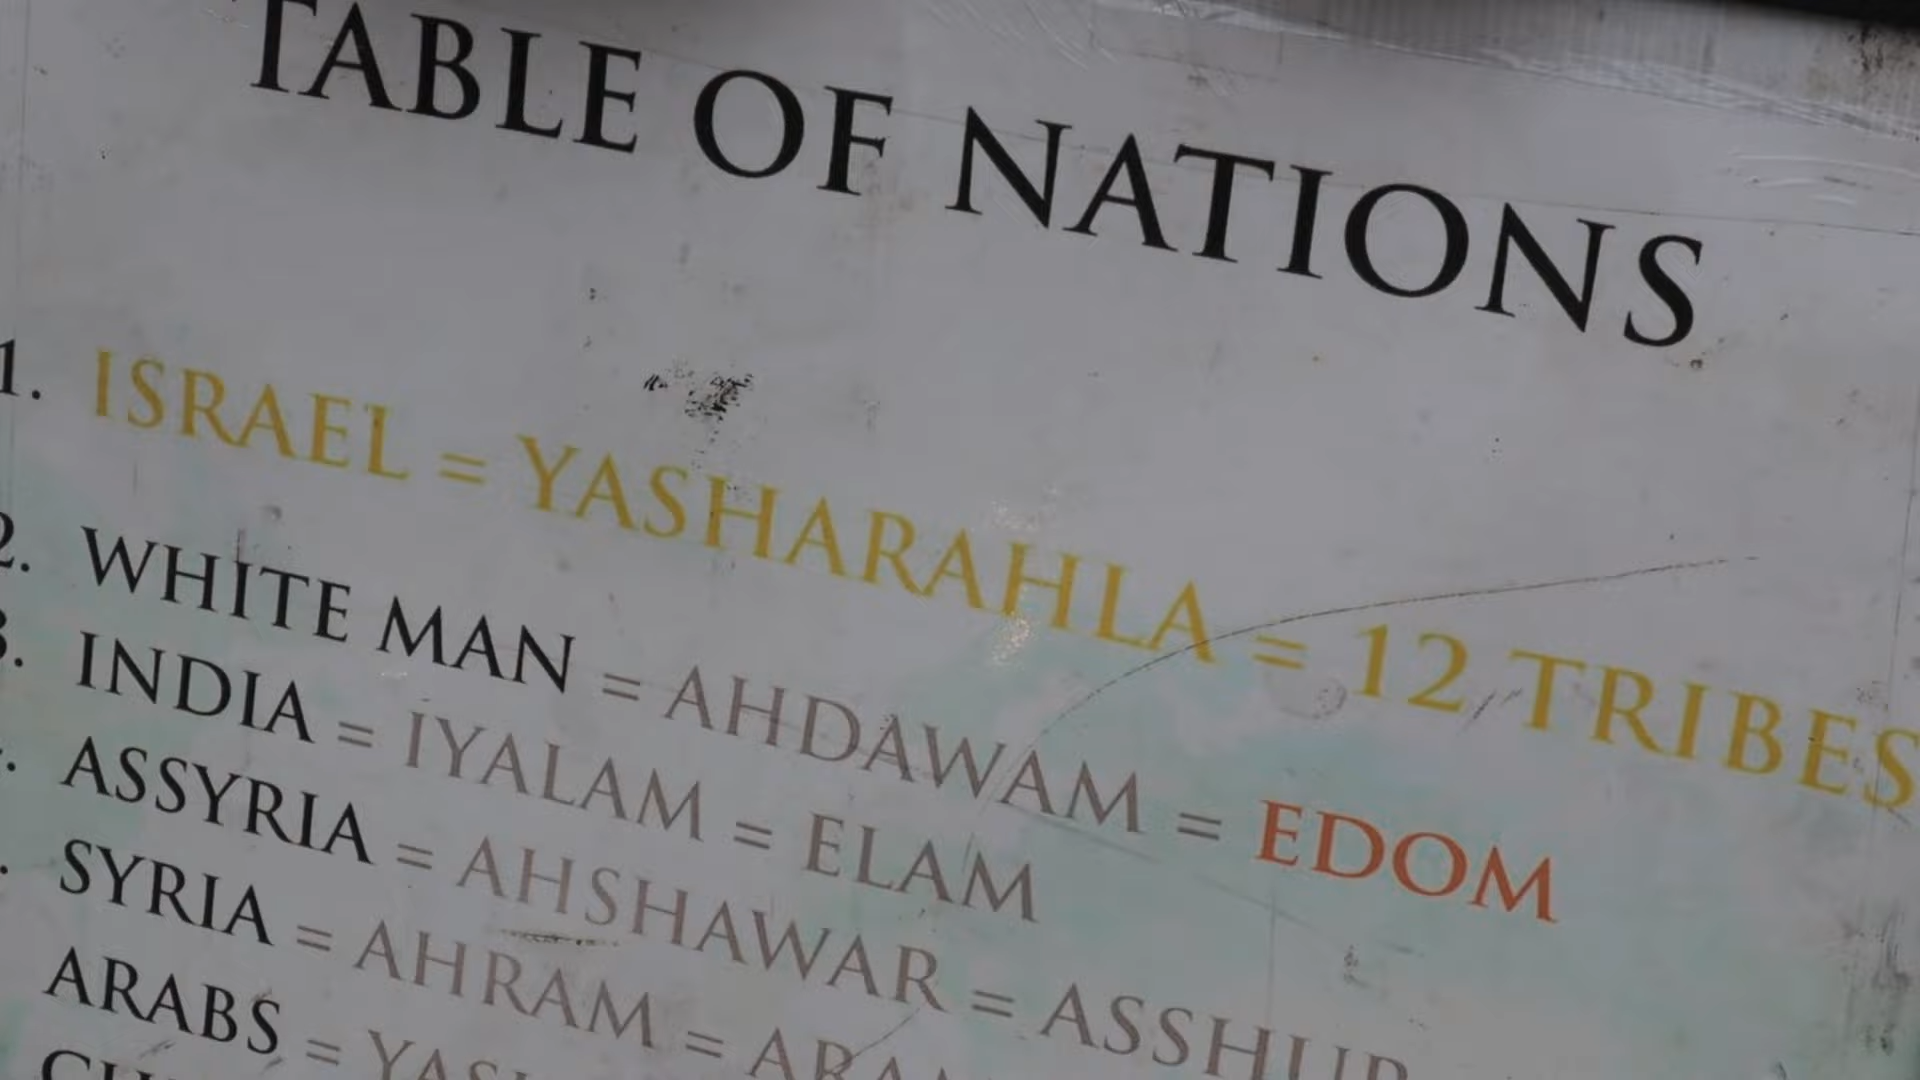 TABLE OF NATIONS
1. ISRAEL = YASHARAHLA = 12 TRIBES
2. WHITE MAN = AHDAWAM = EDOM
3. INDIA = IYALAM = ELAM
ASSYRIA = AHSHAWAR = ASSHUR
SYRIA = AHRAM =
ARABS =